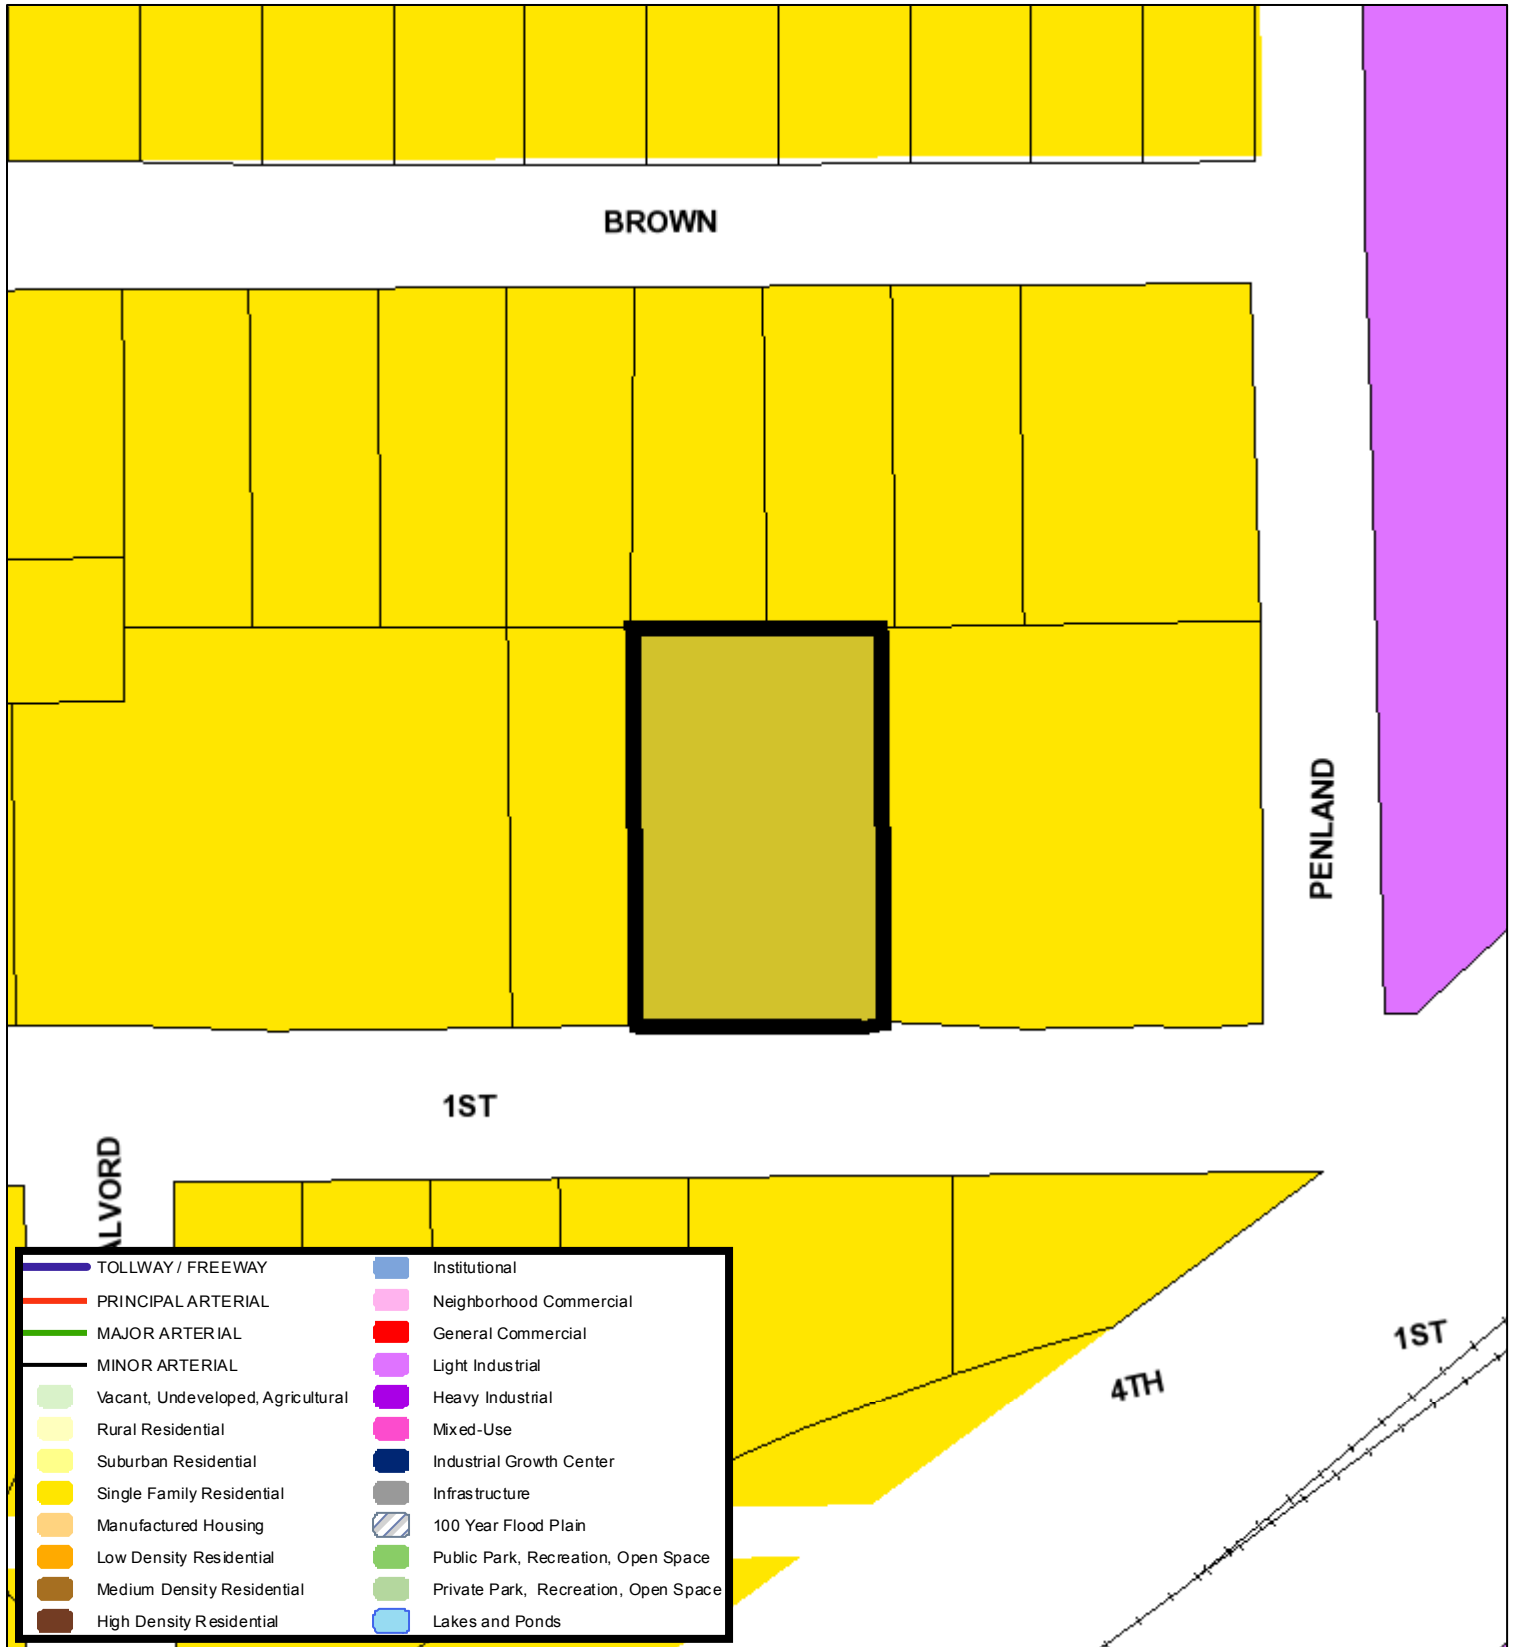 BROWN
PENLAND
1ST
ALVORD
1ST
4TH
TOLLWAY / FREEWAY
PRINCIPAL ARTERIAL
MAJOR ARTERIAL
MINOR ARTERIAL
Vacant, Undeveloped, Agricultural
Rural Residential
Suburban Residential
Single Family Residential
Manufactured Housing
Low Density Residential
Medium Density Residential
High Density Residential
Institutional
Neighborhood Commercial
General Commercial
Light Industrial
Heavy Industrial
Mixed-Use
Industrial Growth Center
Infrastructure
100 Year Flood Plain
Public Park, Recreation, Open Space
Private Park, Recreation, Open Space
Lakes and Ponds